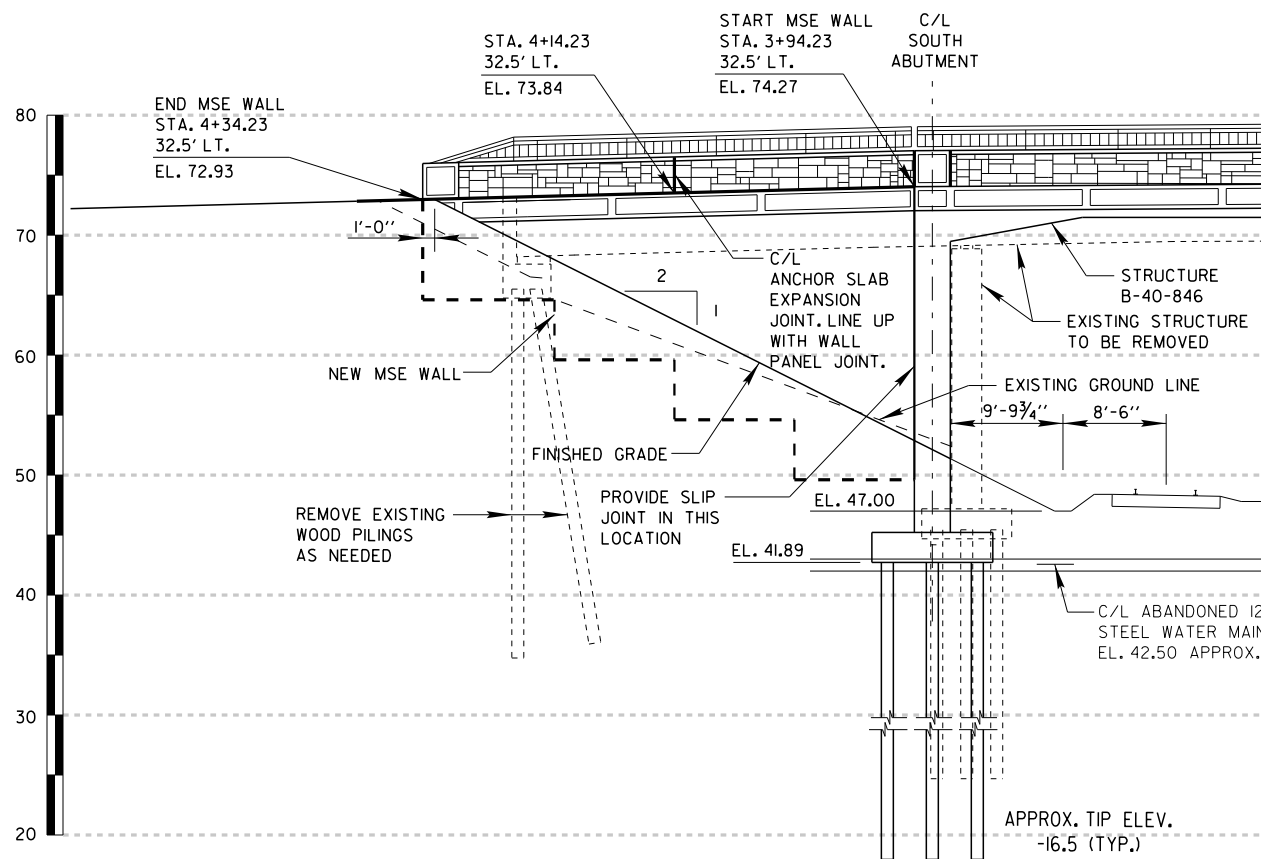 STA. 4+14.23
32.5' LT.
EL. 73.84
START MSE WALL
STA. 3+94.23
32.5' LT.
EL. 74.27
C/L
SOUTH
ABUTMENT
END MSE WALL
STA. 4+34.23
32.5' LT.
EL. 72.93
80
70
60
50
40
30
20
1'-0''
2
1
C/L
ANCHOR SLAB
EXPANSION
JOINT. LINE UP
WITH WALL
PANEL JOINT.
STRUCTURE
B-40-846
EXISTING STRUCTURE
TO BE REMOVED
NEW MSE WALL
EXISTING GROUND LINE
9'-9¾''
8'-6''
FINISHED GRADE
REMOVE EXISTING
WOOD PILINGS
AS NEEDED
PROVIDE SLIP
JOINT IN THIS
LOCATION
EL. 47.00
EL. 41.89
C/L ABANDONED 12
STEEL WATER MAIN
EL. 42.50 APPROX.
APPROX. TIP ELEV.
-16.5 (TYP.)